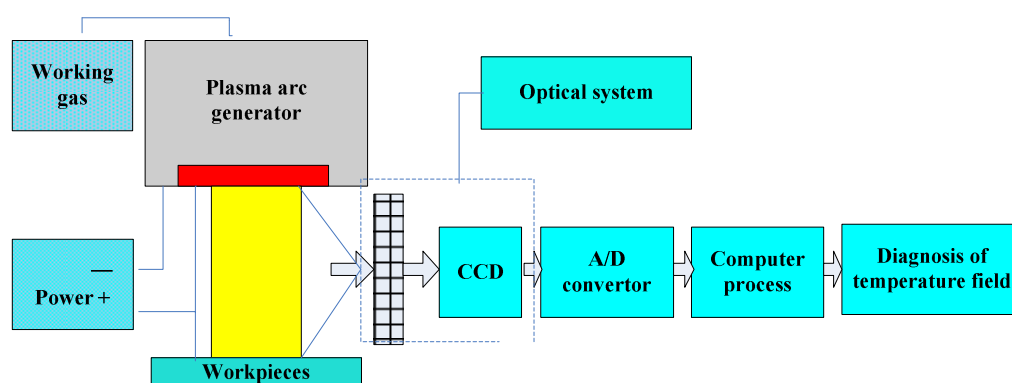 Working
gas
Plasma arc
generator
Optical system
—
Power +
CCD
A/D
convertor
Computer
process
Diagnosis of
temperature field
Workpieces